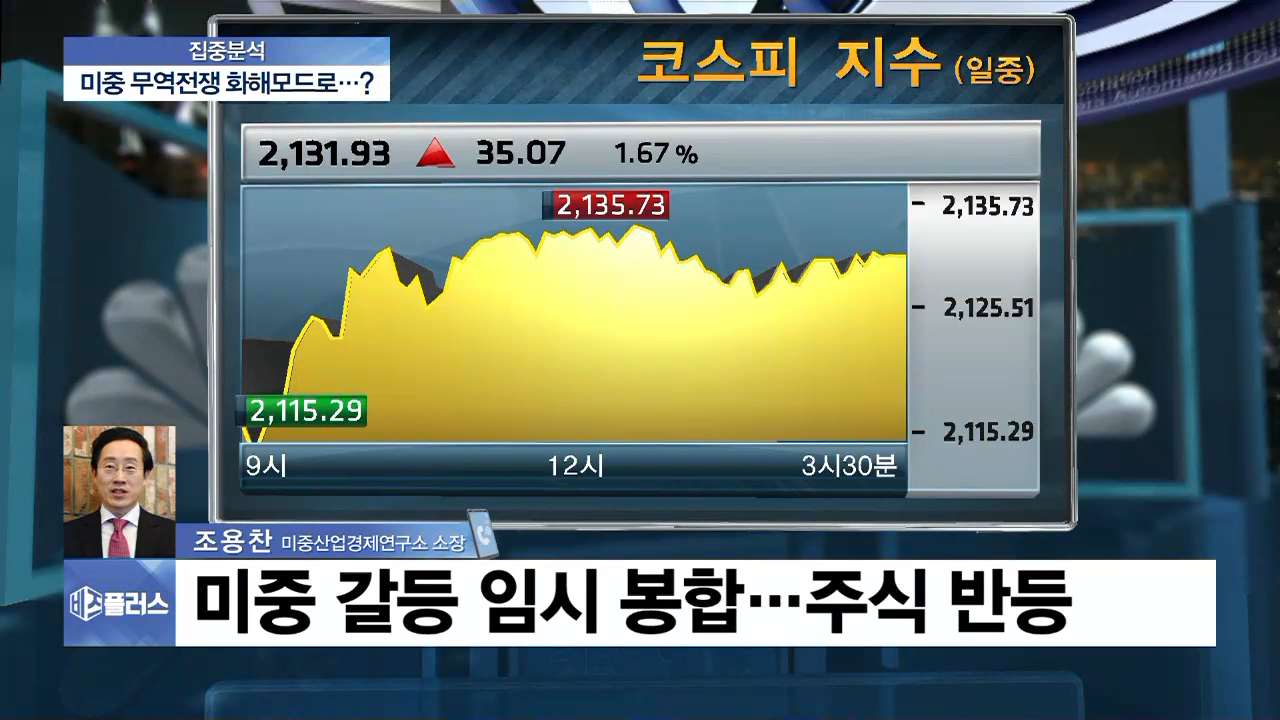 집중분석
미중 무역전쟁 화해모드로…?
코스피 지수 (일중)
2,131.93 ▲ 35.07 1.67 %
2,135.73
2,135.73
2,125.51
2,115.29
2,115.29
9시 12시 3시30분
조용찬 미중산업경제연구소 소장
플러스
미중 갈등 임시 봉합…주식 반등